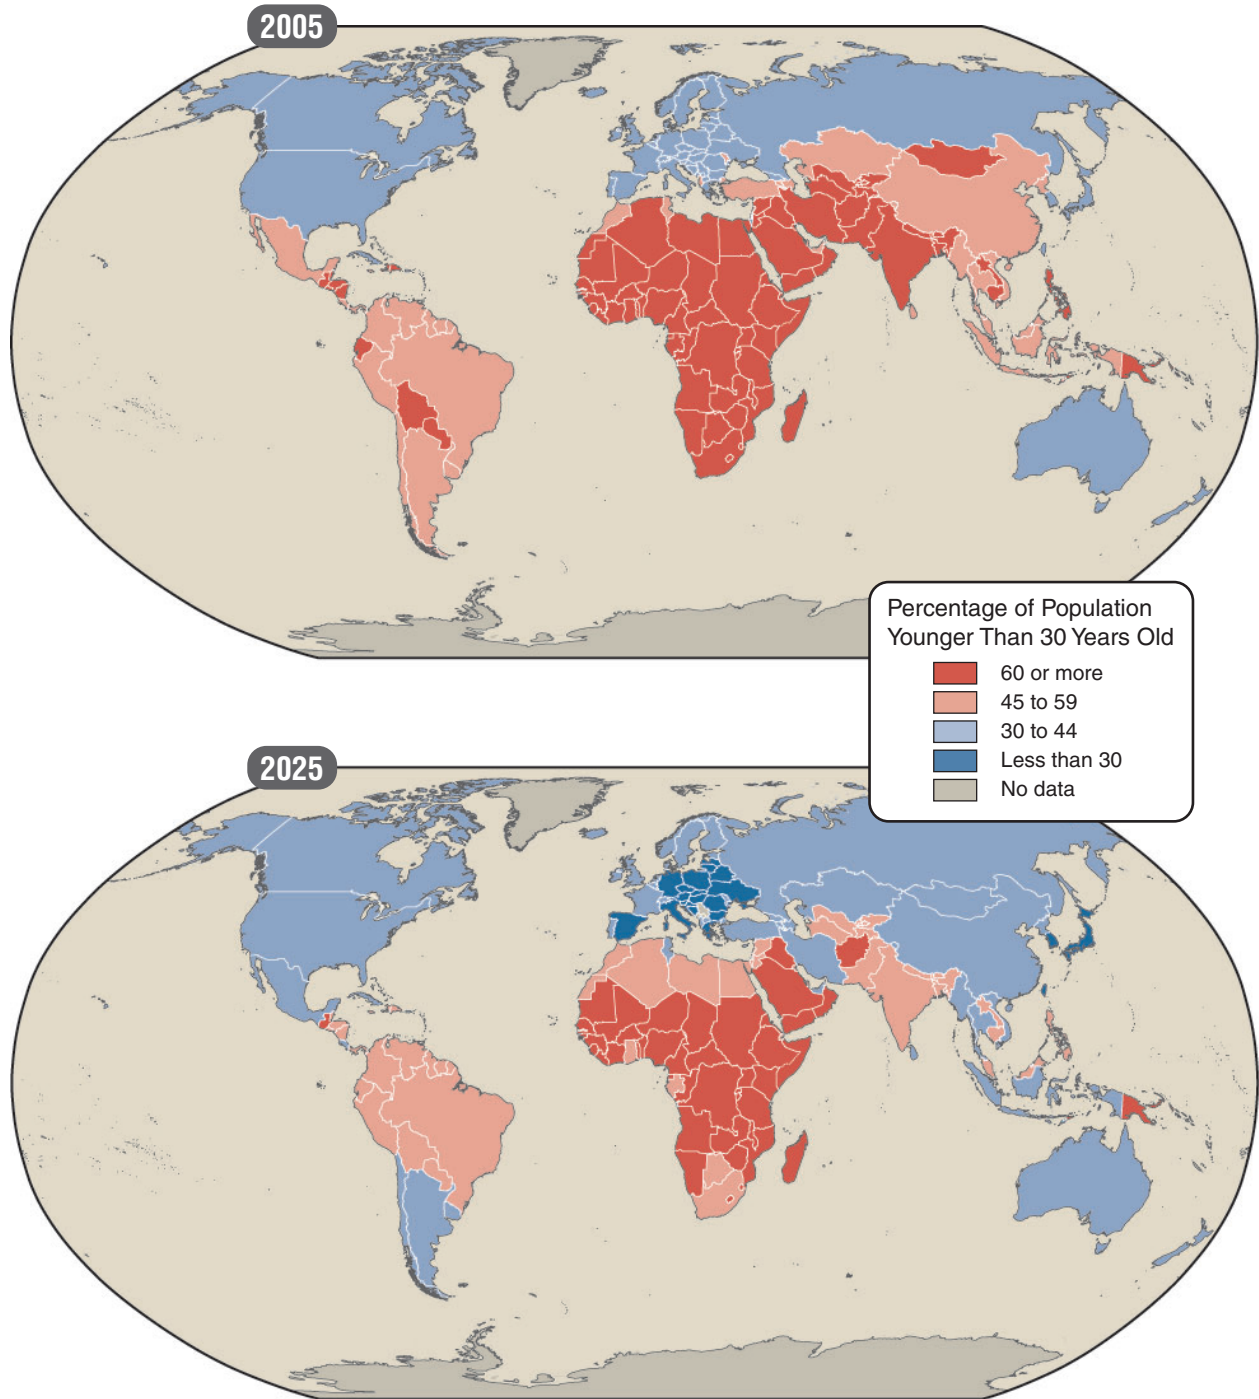 2005
Percentage of Population
Younger Than 30 Years Old
60 or more
45 to 59
30 to 44
Less than 30
No data
2025